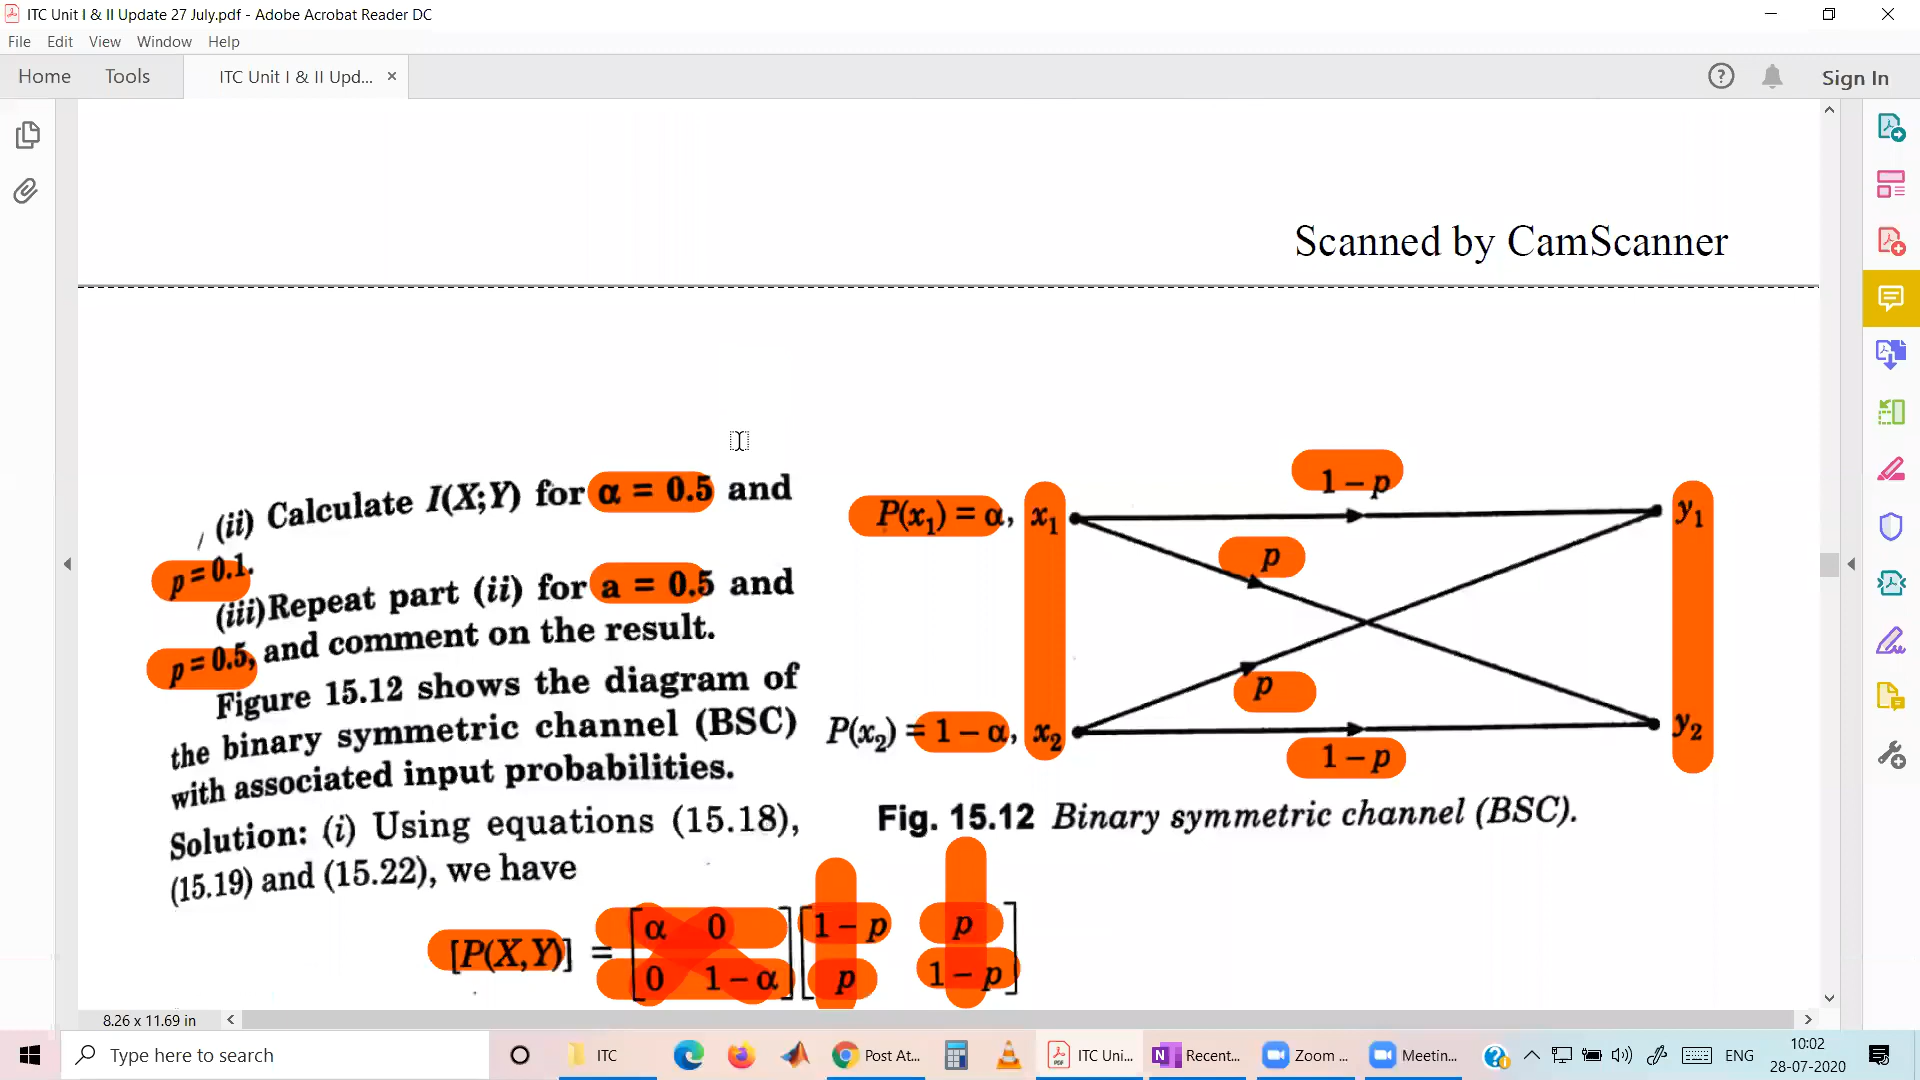 ITC Unit I & II Update 27 July.pdf - Adobe Acrobat Reader DC
File Edit View Window Help
Home Tools ITC Unit I & II Upd... × Sign In
Scanned by CamScanner
(ii) Calculate I(X;Y) for α = 0.5 and
p = 0.1.
(iii)Repeat part (ii) for a = 0.5 and
p = 0.5, and comment on the result.
Figure 15.12 shows the diagram of
the binary symmetric channel (BSC)
with associated input probabilities.
Solution: (i) Using equations (15.18),
(15.19) and (15.22), we have
1 – p
P(x₁) = α, x₁ y₁
p
p
P(x₂) = 1 – α, x₂ y₂
1 – p
Fig. 15.12 Binary symmetric channel (BSC).
[P(X,Y)] = [α 0] [1 – p p]
[0 1 – α] [p 1 – p]
8.26 x 11.69 in
Type here to search ITC Post At... ITC Uni... Recent... Zoom ... Meetin... ENG 10:02
28-07-2020